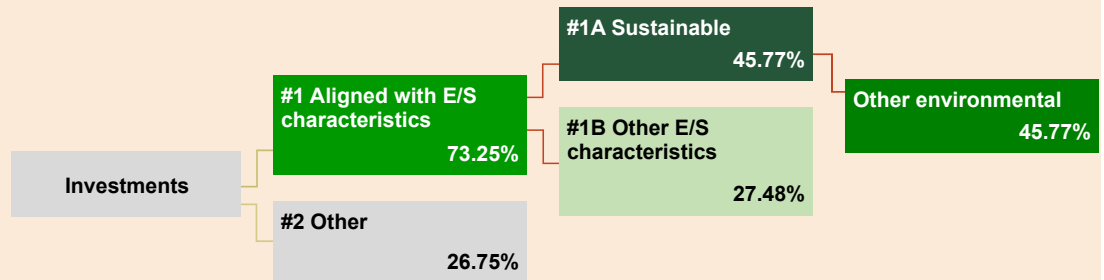 Investments
#1 Aligned with E/S
characteristics
73.25%
#2 Other
26.75%
#1A Sustainable
45.77%
#1B Other E/S
characteristics
27.48%
Other environmental
45.77%